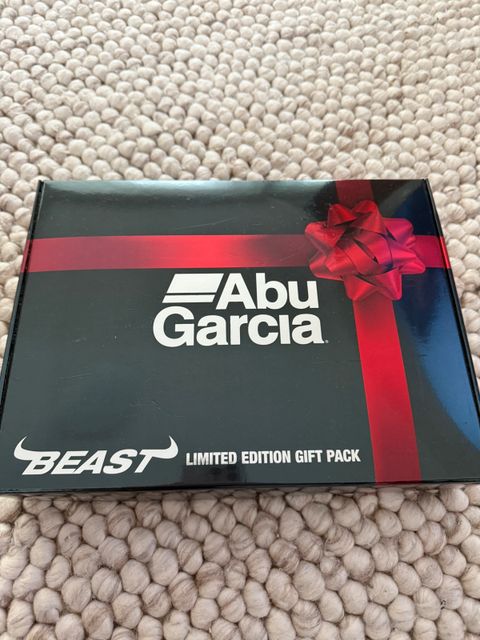 Abu
Garcia
BEAST LIMITED EDITION GIFT PACK